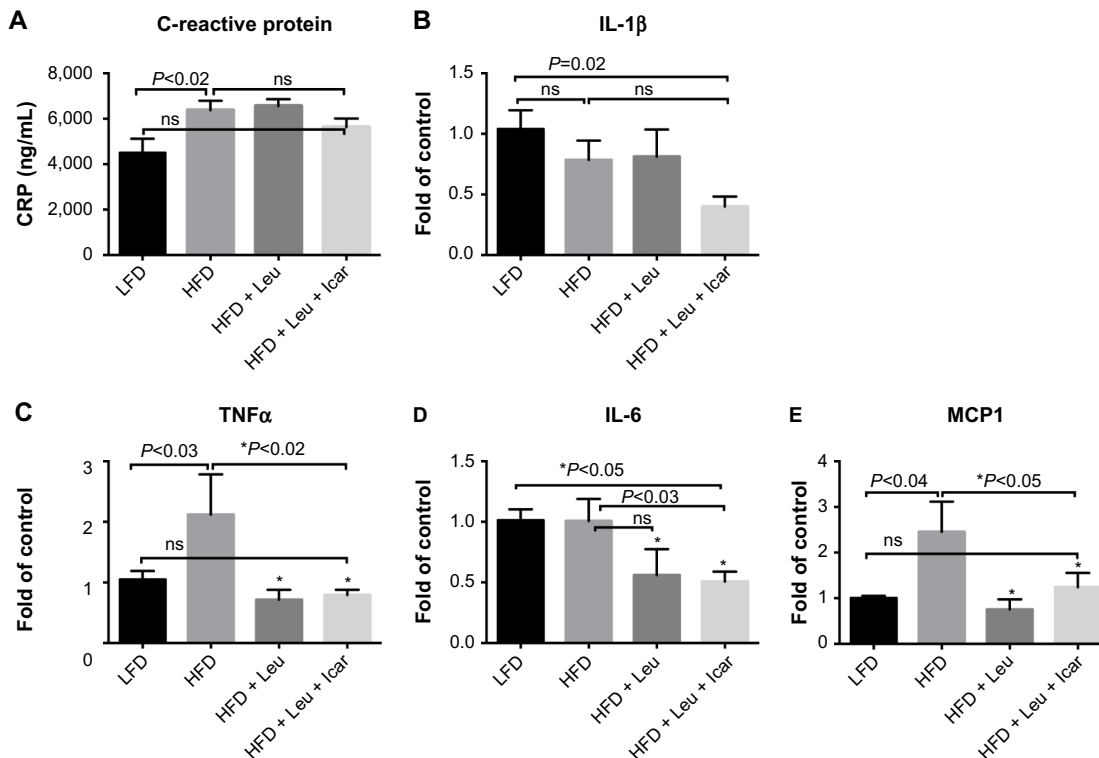 A
C-reactive protein
CRP (ng/mL)
8,000
6,000
4,000
2,000
0
P<0.02
ns
ns
LFD
HFD
HFD + Leu
HFD + Leu + Icar
B
IL-1β
Fold of control
1.5
1.0
0.5
0.0
P=0.02
ns
ns
LFD
HFD
HFD + Leu
HFD + Leu + Icar
C
TNFα
Fold of control
3
2
1
0
P<0.03
*P<0.02
ns
*
*
LFD
HFD
HFD + Leu
HFD + Leu + Icar
D
IL-6
Fold of control
1.5
1.0
0.5
0.0
*P<0.05
P<0.03
ns
*
*
LFD
HFD
HFD + Leu
HFD + Leu + Icar
E
MCP1
Fold of control
4
3
2
1
0
P<0.04
*P<0.05
ns
*
*
LFD
HFD
HFD + Leu
HFD + Leu + Icar